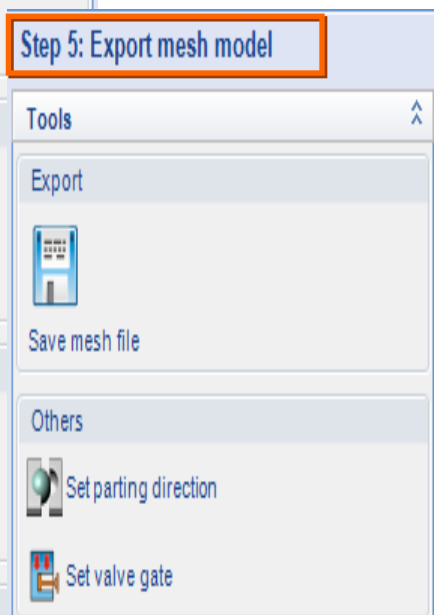 Step 5: Export mesh model
Tools
Export
Save mesh file
Others
Set parting direction
Set valve gate